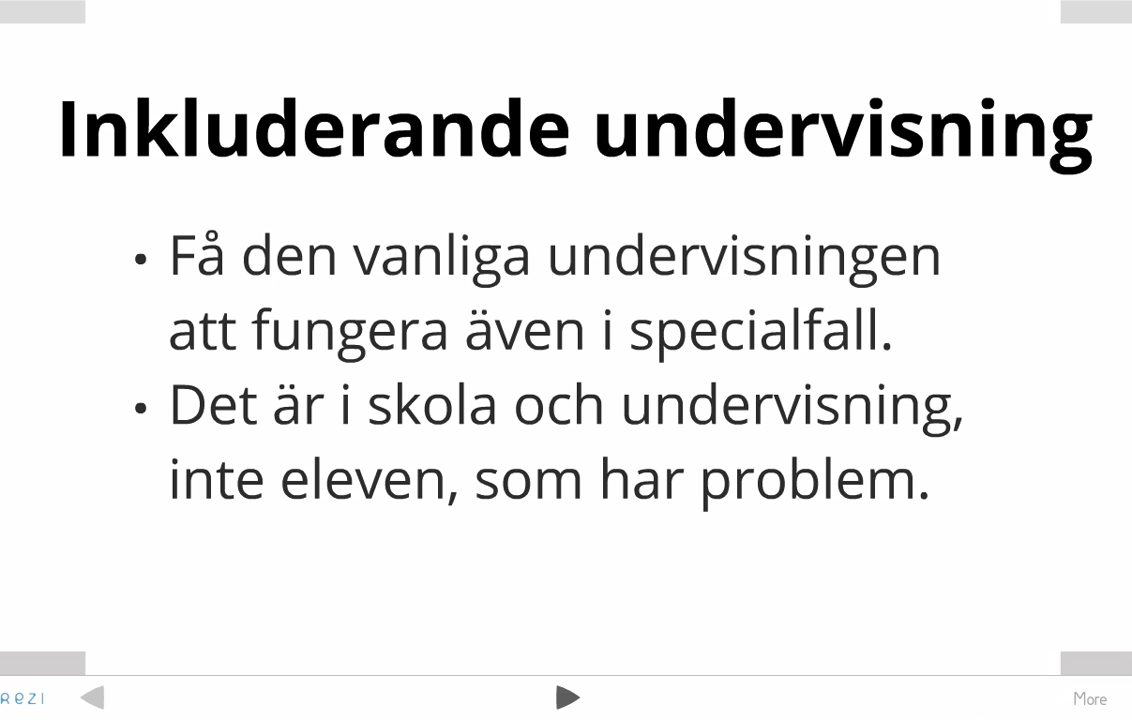 Inkluderande undervisning
• Få den vanliga undervisningen
att fungera även i specialfall.
• Det är i skola och undervisning,
inte eleven, som har problem.
REZI
More